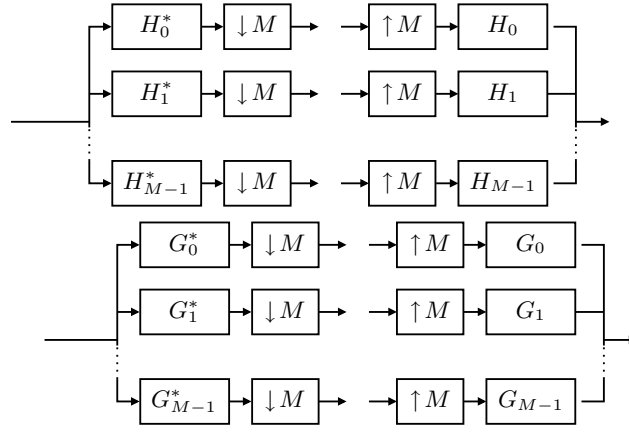 H_0^* ↓M ↑M H_0
H_1^* ↓M ↑M H_1
H_{M−1}^* ↓M ↑M H_{M−1}
G_0^* ↓M ↑M G_0
G_1^* ↓M ↑M G_1
G_{M−1}^* ↓M ↑M G_{M−1}